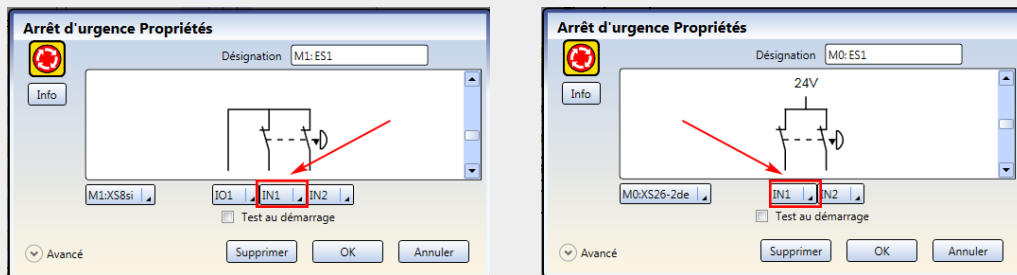 Arrêt d'urgence Propriétés
Désignation M1:ES1
Info
M1:XS8si IO1 IN1 IN2
Test au démarrage
Avancé Supprimer OK Annuler
Arrêt d'urgence Propriétés
Désignation M0:ES1
Info
24V
M0:XS26-2de IN1 IN2
Test au démarrage
Avancé Supprimer OK Annuler